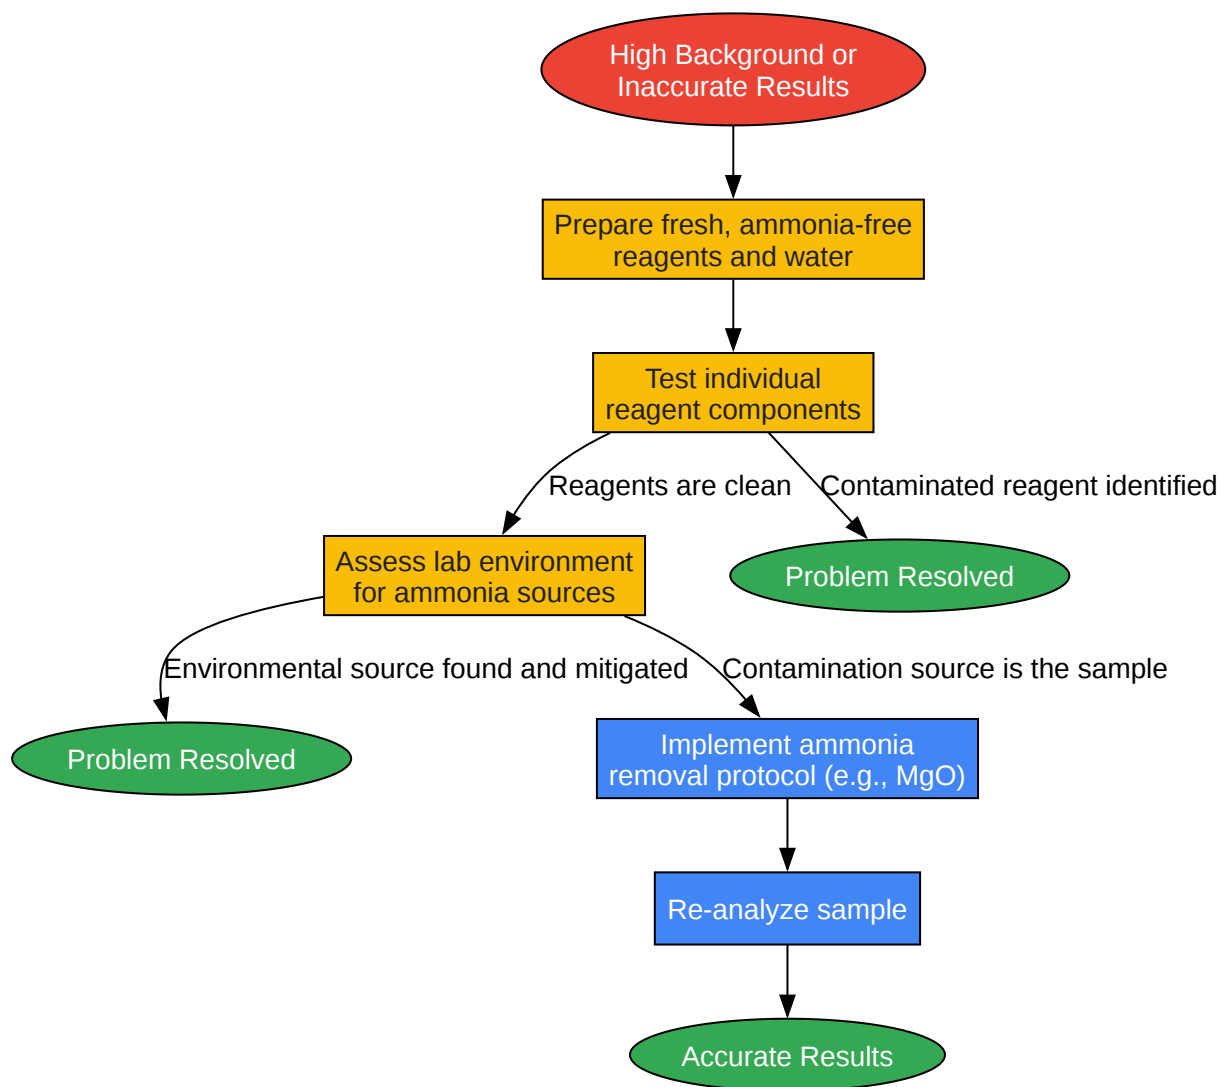 High Background or
Inaccurate Results
Prepare fresh, ammonia-free
reagents and water
Test individual
reagent components
Reagents are clean
Contaminated reagent identified
Assess lab environment
for ammonia sources
Problem Resolved
Environmental source found and mitigated
Contamination source is the sample
Problem Resolved
Implement ammonia
removal protocol (e.g., MgO)
Re-analyze sample
Accurate Results